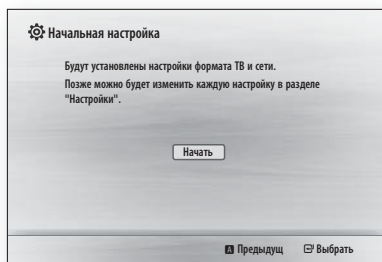 Начальная настройка
Будут установлены настройки формата ТВ и сети.
Позже можно будет изменить каждую настройку в разделе
"Настройки".
Начать
A Предыдущ Выбрать